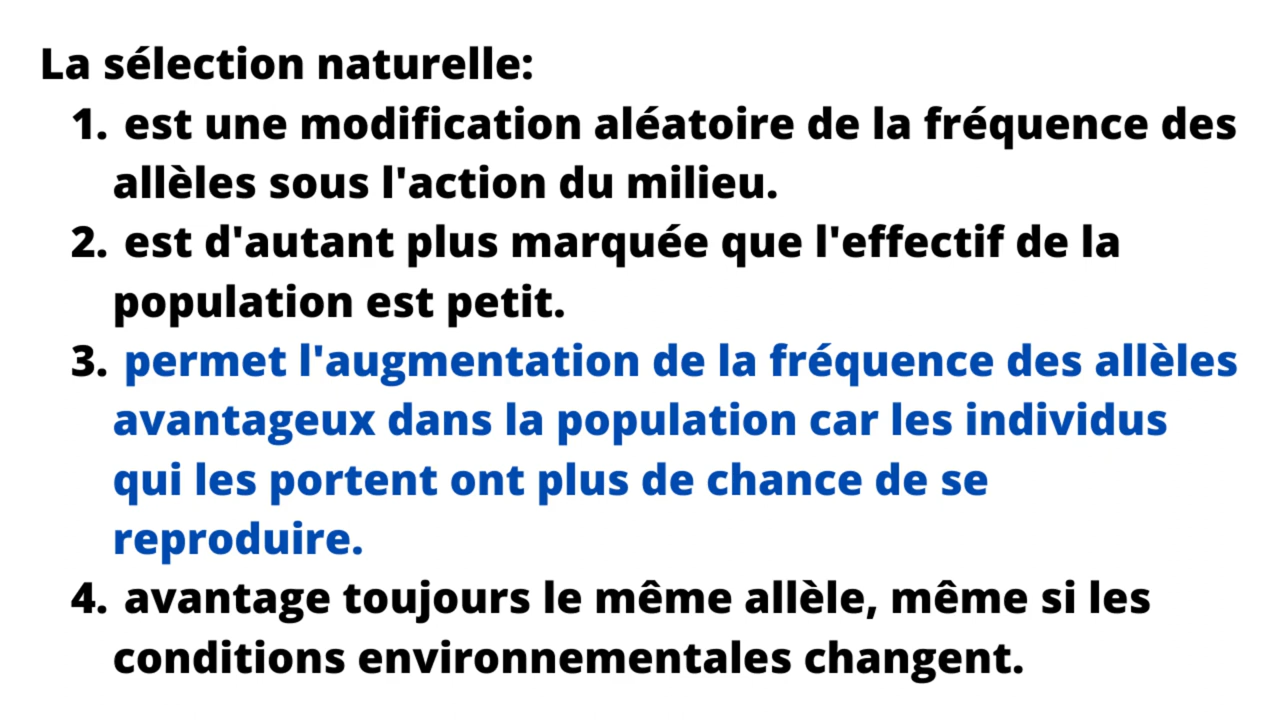 La sélection naturelle:
1. est une modification aléatoire de la fréquence des
allèles sous l'action du milieu.
2. est d'autant plus marquée que l'effectif de la
population est petit.
3. permet l'augmentation de la fréquence des allèles
avantageux dans la population car les individus
qui les portent ont plus de chance de se
reproduire.
4. avantage toujours le même allèle, même si les
conditions environnementales changent.